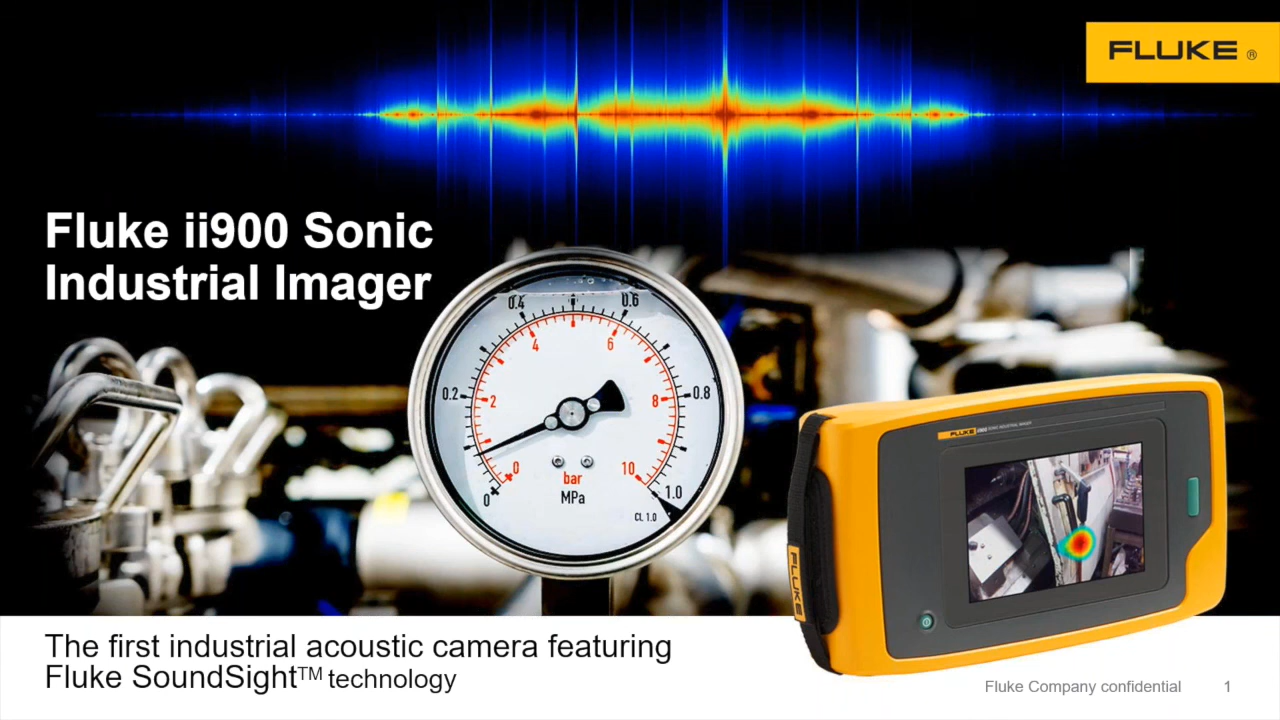 FLUKE ®
Fluke ii900 Sonic
Industrial Imager
0.4
0.6
4
6
0.2
2
8
0.8
0
bar
10
0
MPa
1.0
CL 1.0
FLUKE
FLUKE
The first industrial acoustic camera featuring
Fluke SoundSight™ technology
Fluke Company confidential
1